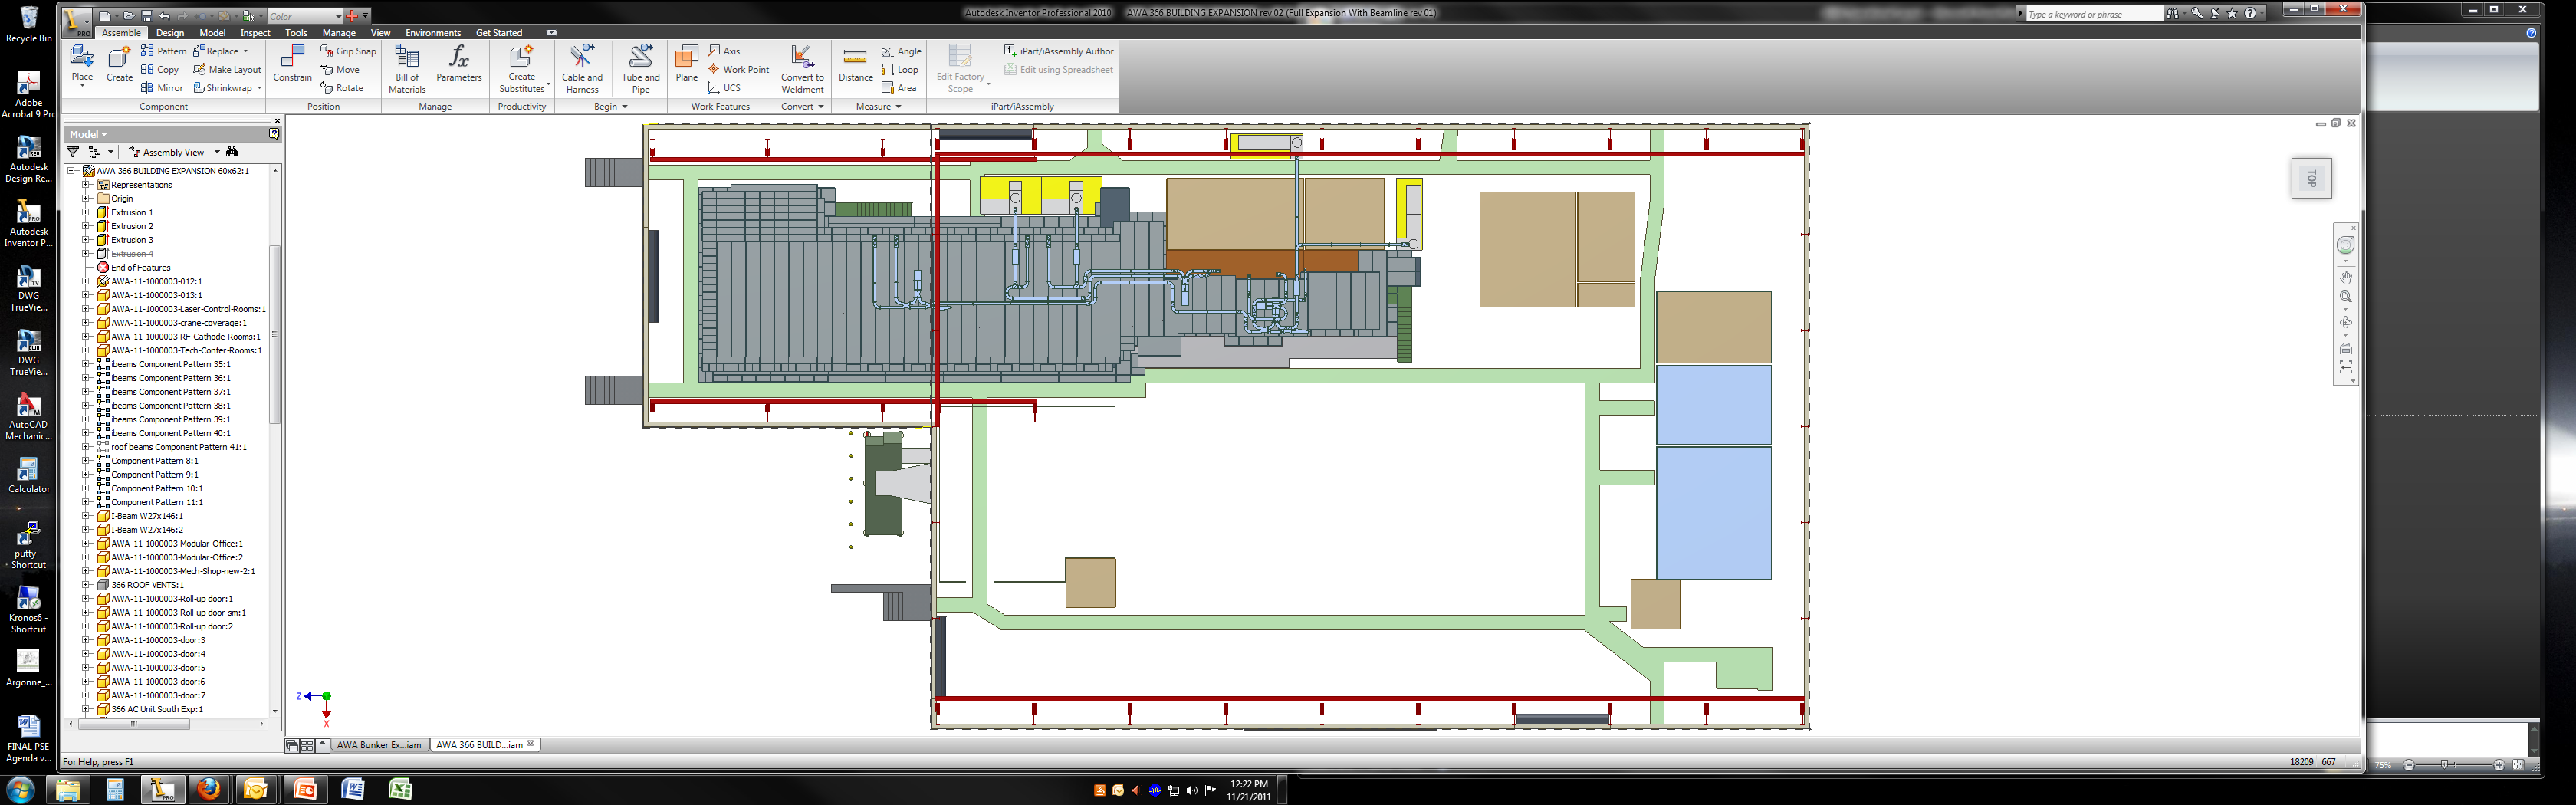 Recycle Bin
Adobe
Acrobat 9 Prc
Autodesk
Design Re...
Autodesk
Inventor P...
DWG
TrueVie...
DWG
TrueVie...
AutoCAD
Mechanic...
Calculator
putty -
Shortcut
Kronos6 -
Shortcut
Argonne_...
FINAL PSE
Agenda v...
PRO
Color
Autodesk Inventor Professional 2010 AWA 366 BUILDING EXPANSION rev 02 (Full Expansion With Beamline rev 01)
Type a keyword or phrase
Assemble Design Model Inspect Tools Manage View Environments Get Started
Place
Create
Pattern
Copy
Mirror
Replace
Make Layout
Shrinkwrap
Component
Constrain
Grip Snap
Move
Rotate
Position
Bill of
Materials
Parameters
Manage
Create
Substitutes
Productivity
Cable and
Harness
Tube and
Pipe
Begin
Plane
Axis
Work Point
UCS
Work Features
Convert to
Weldment
Convert
Distance
Angle
Loop
Area
Measure
Edit Factory
Scope
iPart/iAssembly Author
Edit using Spreadsheet
iPart/iAssembly
Model
Assembly View
AWA 366 BUILDING EXPANSION 60x62:1
Representations
Origin
Extrusion 1
Extrusion 2
Extrusion 3
Extrusion 4
End of Features
AWA-11-1000003-012:1
AWA-11-1000003-013:1
AWA-11-1000003-Laser-Control-Rooms:1
AWA-11-1000003-crane-coverage:1
AWA-11-1000003-RF-Cathode-Rooms:1
AWA-11-1000003-Tech-Confer-Rooms:1
ibeams Component Pattern 35:1
ibeams Component Pattern 36:1
ibeams Component Pattern 37:1
ibeams Component Pattern 38:1
ibeams Component Pattern 39:1
ibeams Component Pattern 40:1
roof beams Component Pattern 41:1
Component Pattern 8:1
Component Pattern 9:1
Component Pattern 10:1
Component Pattern 11:1
I-Beam W27x146:1
I-Beam W27x146:2
AWA-11-1000003-Modular-Office:1
AWA-11-1000003-Modular-Office:2
AWA-11-1000003-Mech-Shop-new-2:1
366 ROOF VENTS:1
AWA-11-1000003-Roll-up door:1
AWA-11-1000003-Roll-up door-sm:1
AWA-11-1000003-Roll-up door:2
AWA-11-1000003-door:3
AWA-11-1000003-door:4
AWA-11-1000003-door:5
AWA-11-1000003-door:6
AWA-11-1000003-door:7
366 AC Unit South Exp:1
TOP
Z
X
AWA Bunker Ex...iam
AWA 366 BUILD...iam
For Help, press F1
18209 667
75%
12:22 PM
11/21/2011